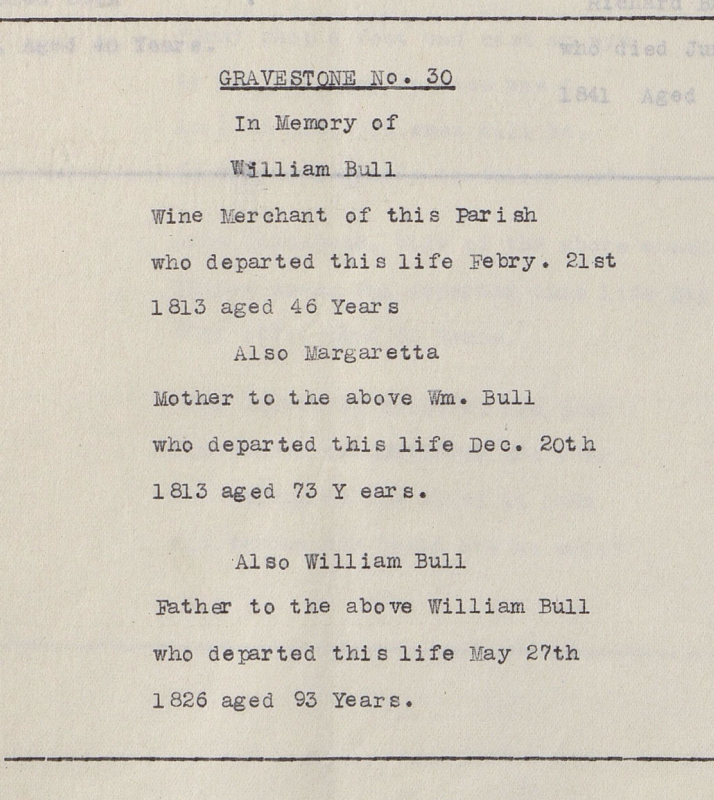 GRAVESTONE No. 30
In Memory of
William Bull
Wine Merchant of this Parish
who departed this life Febry. 21st
1813 aged 46 Years
Also Margaretta
Mother to the above Wm. Bull
who departed this life Dec. 20th
1813 aged 73 Y ears.
Also William Bull
Father to the above William Bull
who departed this life May 27th
1826 aged 93 Years.